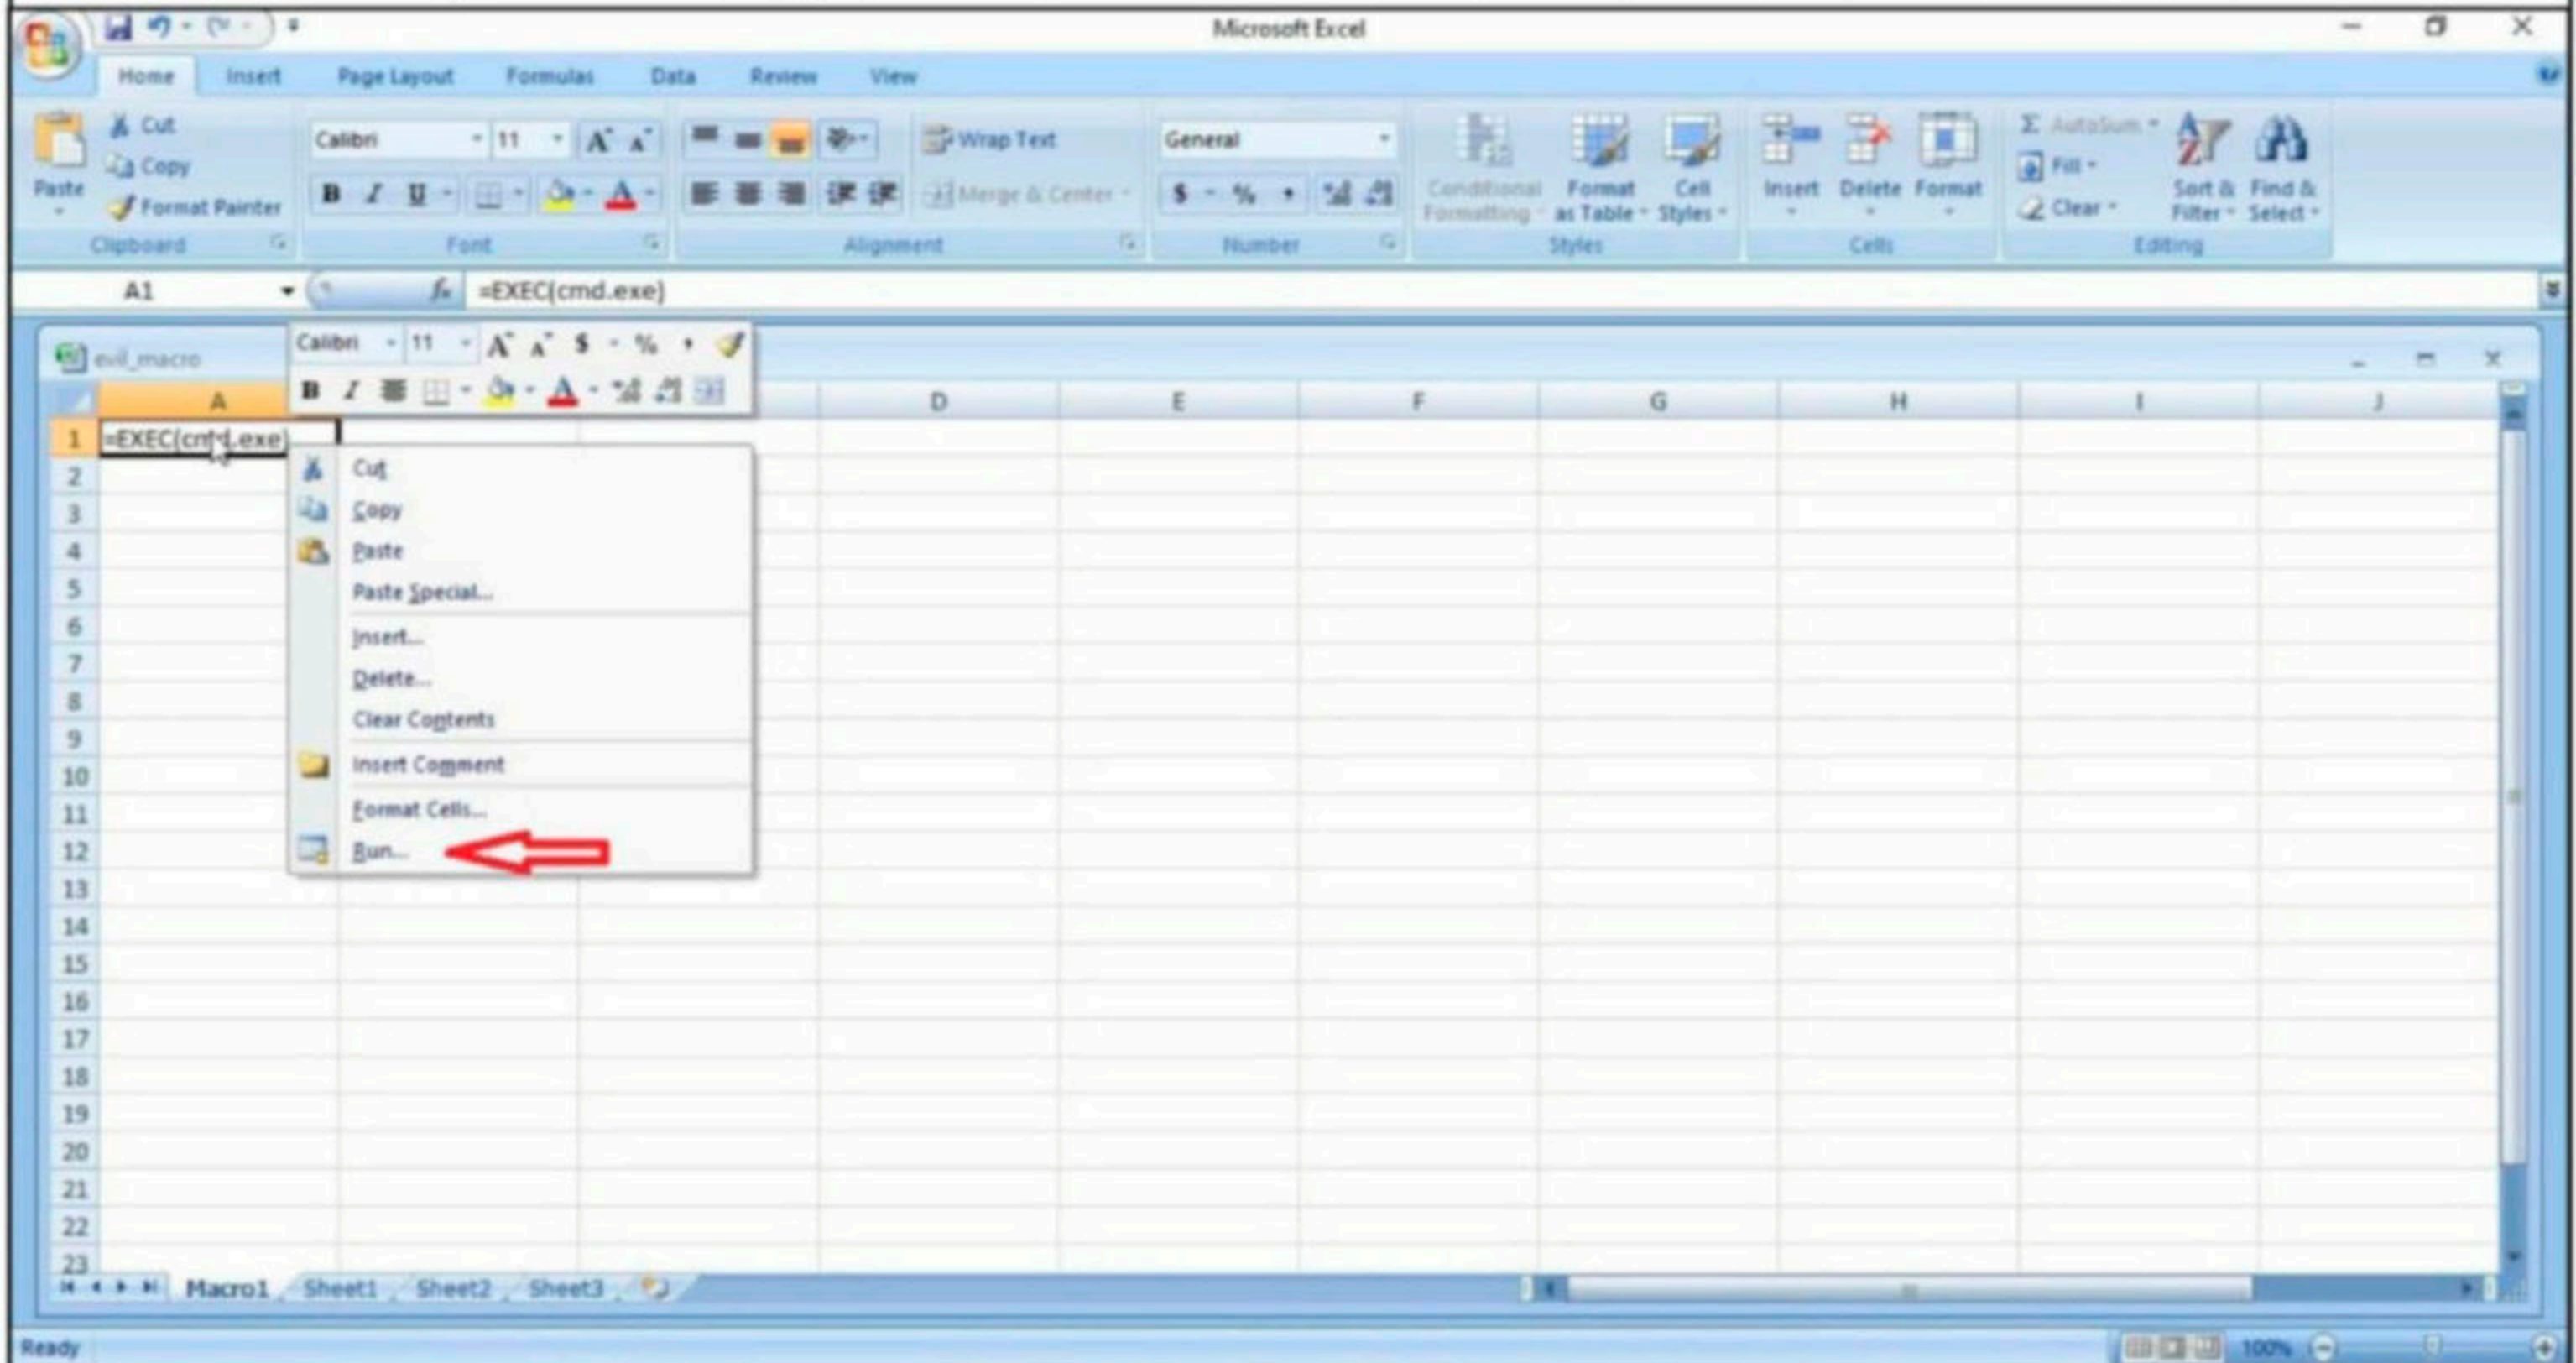 Microsoft Excel
Home Insert Page Layout Formulas Data Review View
Cut
Copy
Format Painter
Paste
Clipboard
Calibri 11
B I U
Font
Wrap Text
Merge & Center
Alignment
General
$ % ,
Number
Conditional Formatting
Format as Table
Cell Styles
Styles
Insert Delete Format
Cells
Σ AutoSum
Fill
Clear
Sort & Filter
Find & Select
Editing
A1 fx =EXEC(cmd.exe)
evil_macro
Calibri 11 A A $ % ,
B I A
A D E F G H I J
1 =EXEC(cmd.exe)
2
3
4
5
6
7
8
9
10
11
12
13
14
15
16
17
18
19
20
21
22
23
Cut
Copy
Paste
Paste Special...
Insert...
Delete...
Clear Contents
Insert Comment
Format Cells...
Run...
Macro1 Sheet1 Sheet2 Sheet3
Ready 100%